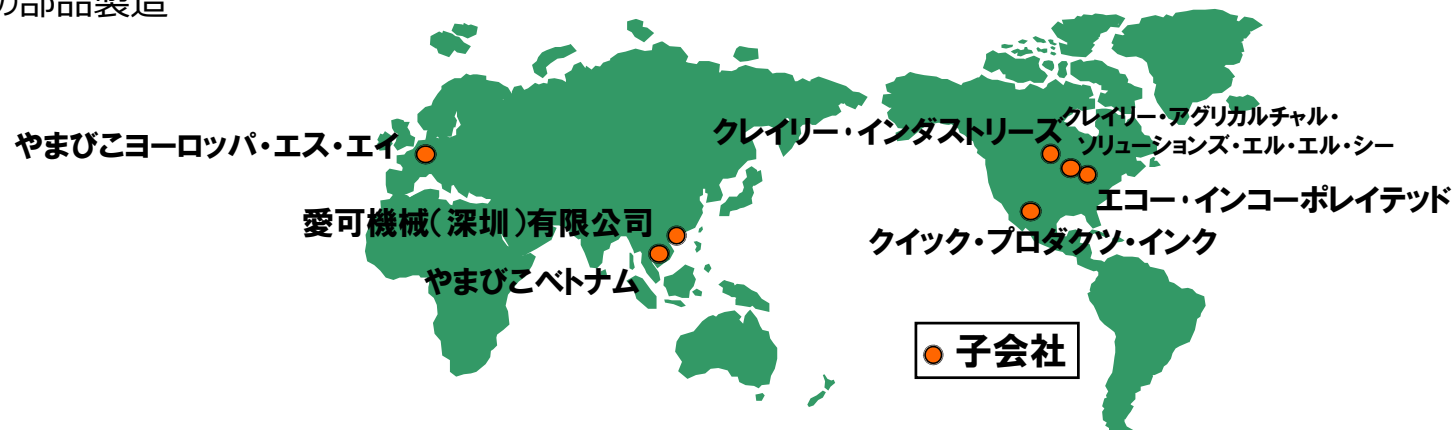 の部品製造
クレイリー・アグリカルチャル・
クレイリー・インダストリーズ
ソリューションズ・エル・エル・シー
やまびこヨーロッパ・エス・エイ
エコー・インコーポレイテッド
愛可機械(深圳)有限公司
クイック・プロダクツ・インク
やまびこベトナム
子会社